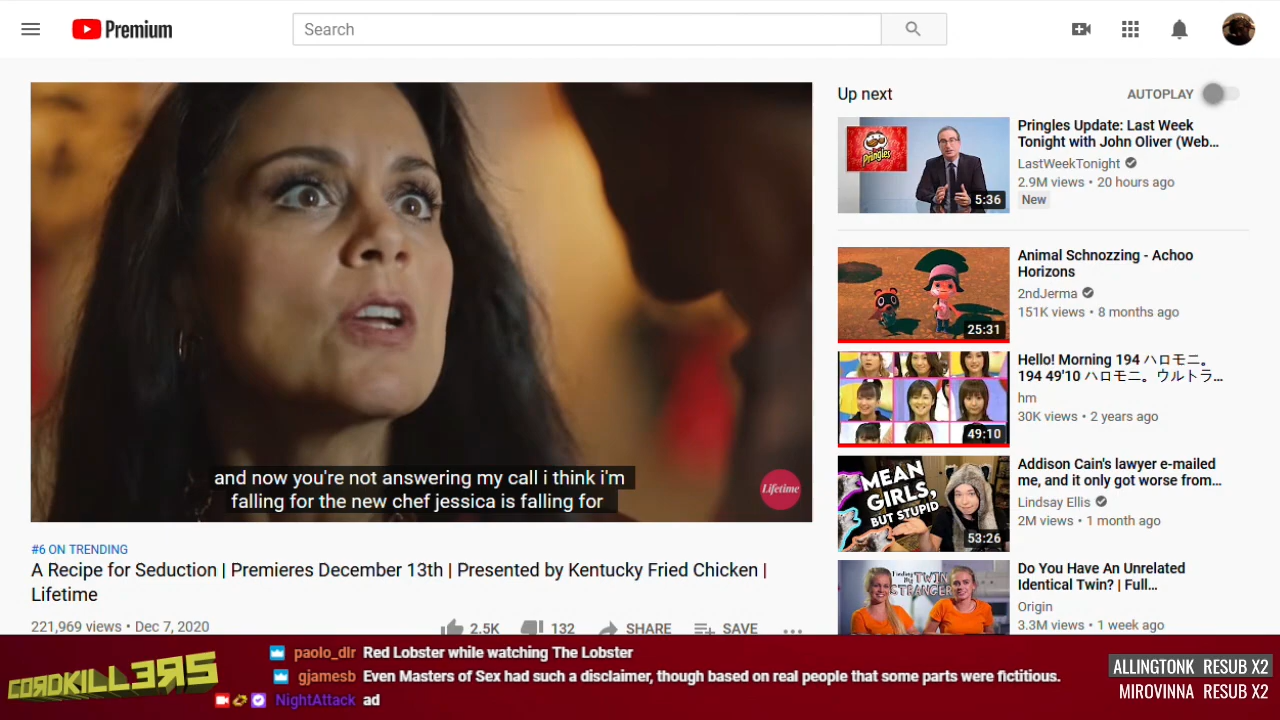 Premium
Search
and now you're not answering my call i think i'm
falling for the new chef jessica is falling for
Lifetime
#6 ON TRENDING
A Recipe for Seduction | Premieres December 13th | Presented by Kentucky Fried Chicken |
Lifetime
221,969 views • Dec 7, 2020
2.5K
132
SHARE
SAVE
Up next
AUTOPLAY
Pringles
5:36
Pringles Update: Last Week
Tonight with John Oliver (Web...
LastWeekTonight
2.9M views • 20 hours ago
New
25:31
Animal Schnozzing - Achoo
Horizons
2ndJerma
151K views • 8 months ago
49:10
Hello! Morning 194 ハロモニ。
194 49'10 ハロモニ。ウルトラ...
hm
30K views • 2 years ago
MEAN
GIRLS,
BUT STUPID
53:26
Addison Cain's lawyer e-mailed
me, and it only got worse from...
Lindsay Ellis
2M views • 1 month ago
Finding My TWIN
STRANGER
Do You Have An Unrelated
Identical Twin? | Full...
Origin
3.3M views • 1 week ago
CORDKILL3RS
paolo_dlr Red Lobster while watching The Lobster
gjamesb Even Masters of Sex had such a disclaimer, though based on real people that some parts were fictitious.
NightAttack ad
ALLINGTONK RESUB X2
MIROVINNA RESUB X2